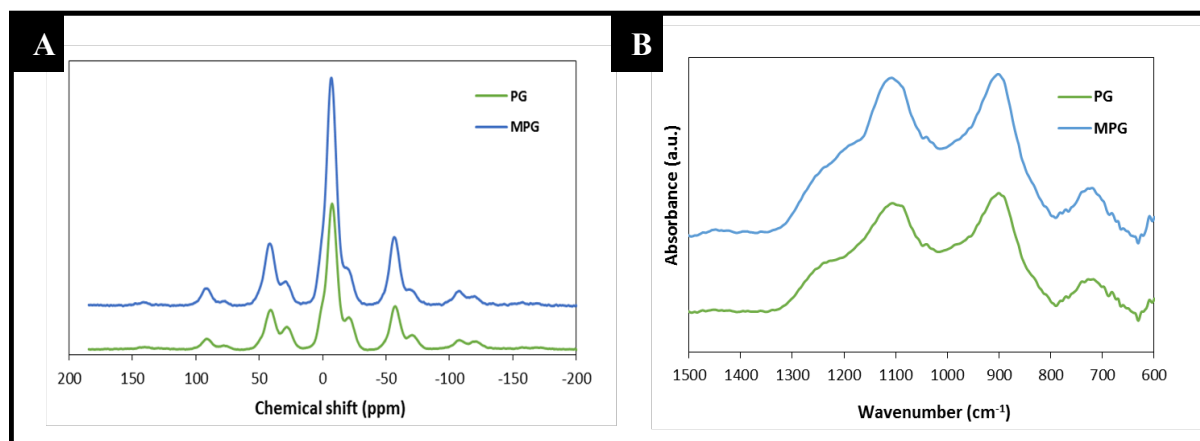 A
PG
MPG
200 150 100 50 0 -50 -100 -150 -200
Chemical shift (ppm)
B
PG
MPG
Absorbance (a.u.)
1500 1400 1300 1200 1100 1000 900 800 700 600
Wavenumber (cm⁻¹)